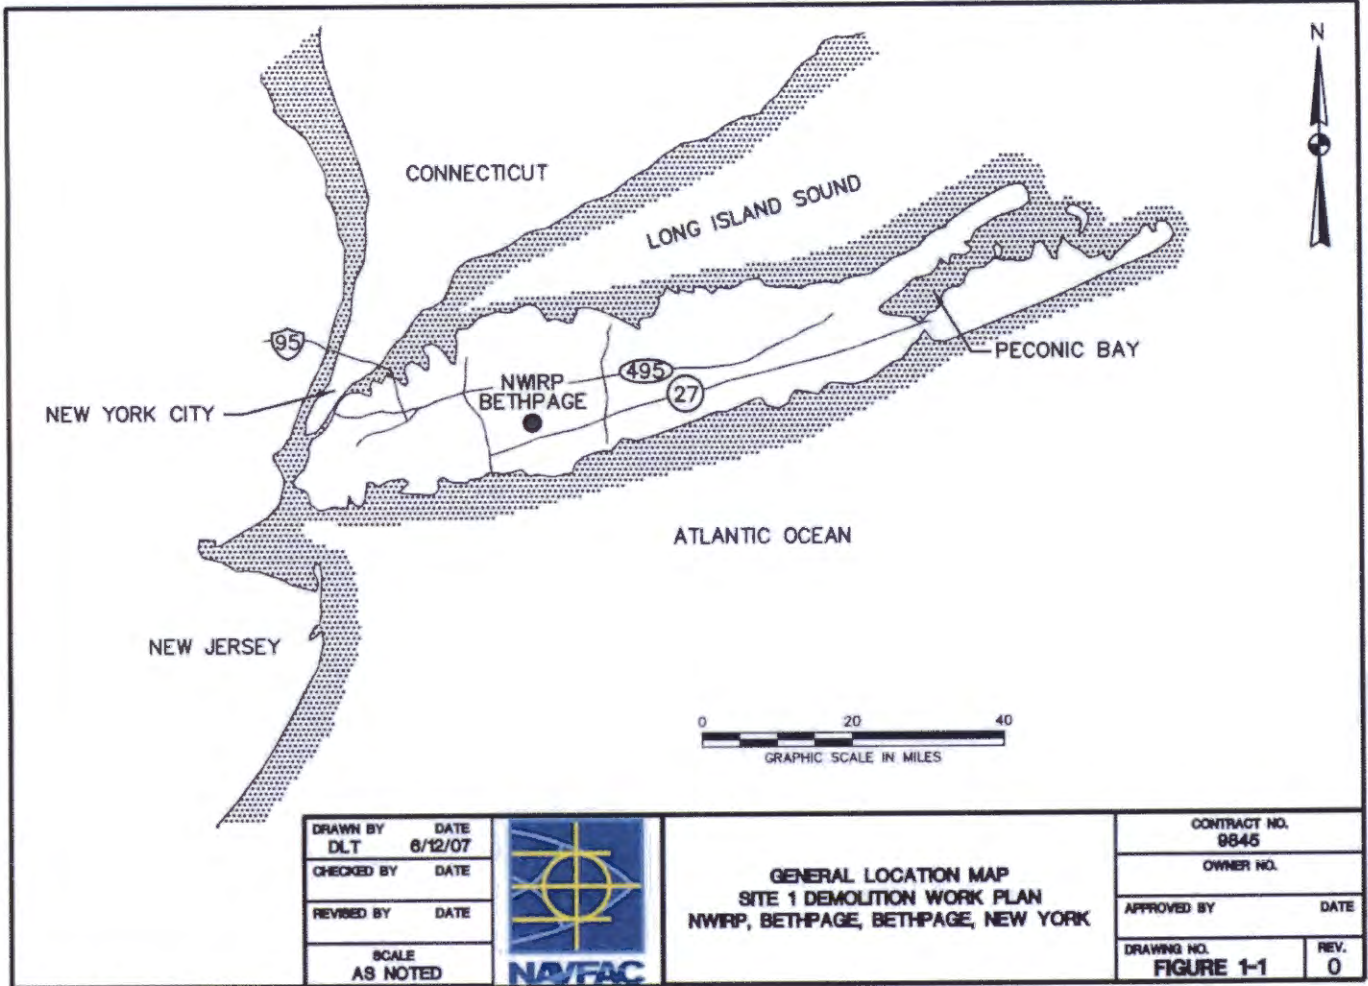 N
CONNECTICUT
LONG ISLAND SOUND
95
495
PECONIC BAY
NWIRP
BETHPAGE
27
NEW YORK CITY
ATLANTIC OCEAN
NEW JERSEY
0 20 40
GRAPHIC SCALE IN MILES
DRAWN BY DATE
DLT 6/12/07
CHECKED BY DATE
REVISED BY DATE
SCALE
AS NOTED
NAVFAC
GENERAL LOCATION MAP
SITE 1 DEMOLITION WORK PLAN
NWIRP, BETHPAGE, BETHPAGE, NEW YORK
CONTRACT NO.
9845
OWNER NO.
APPROVED BY DATE
DRAWING NO.
FIGURE 1-1
REV.
0